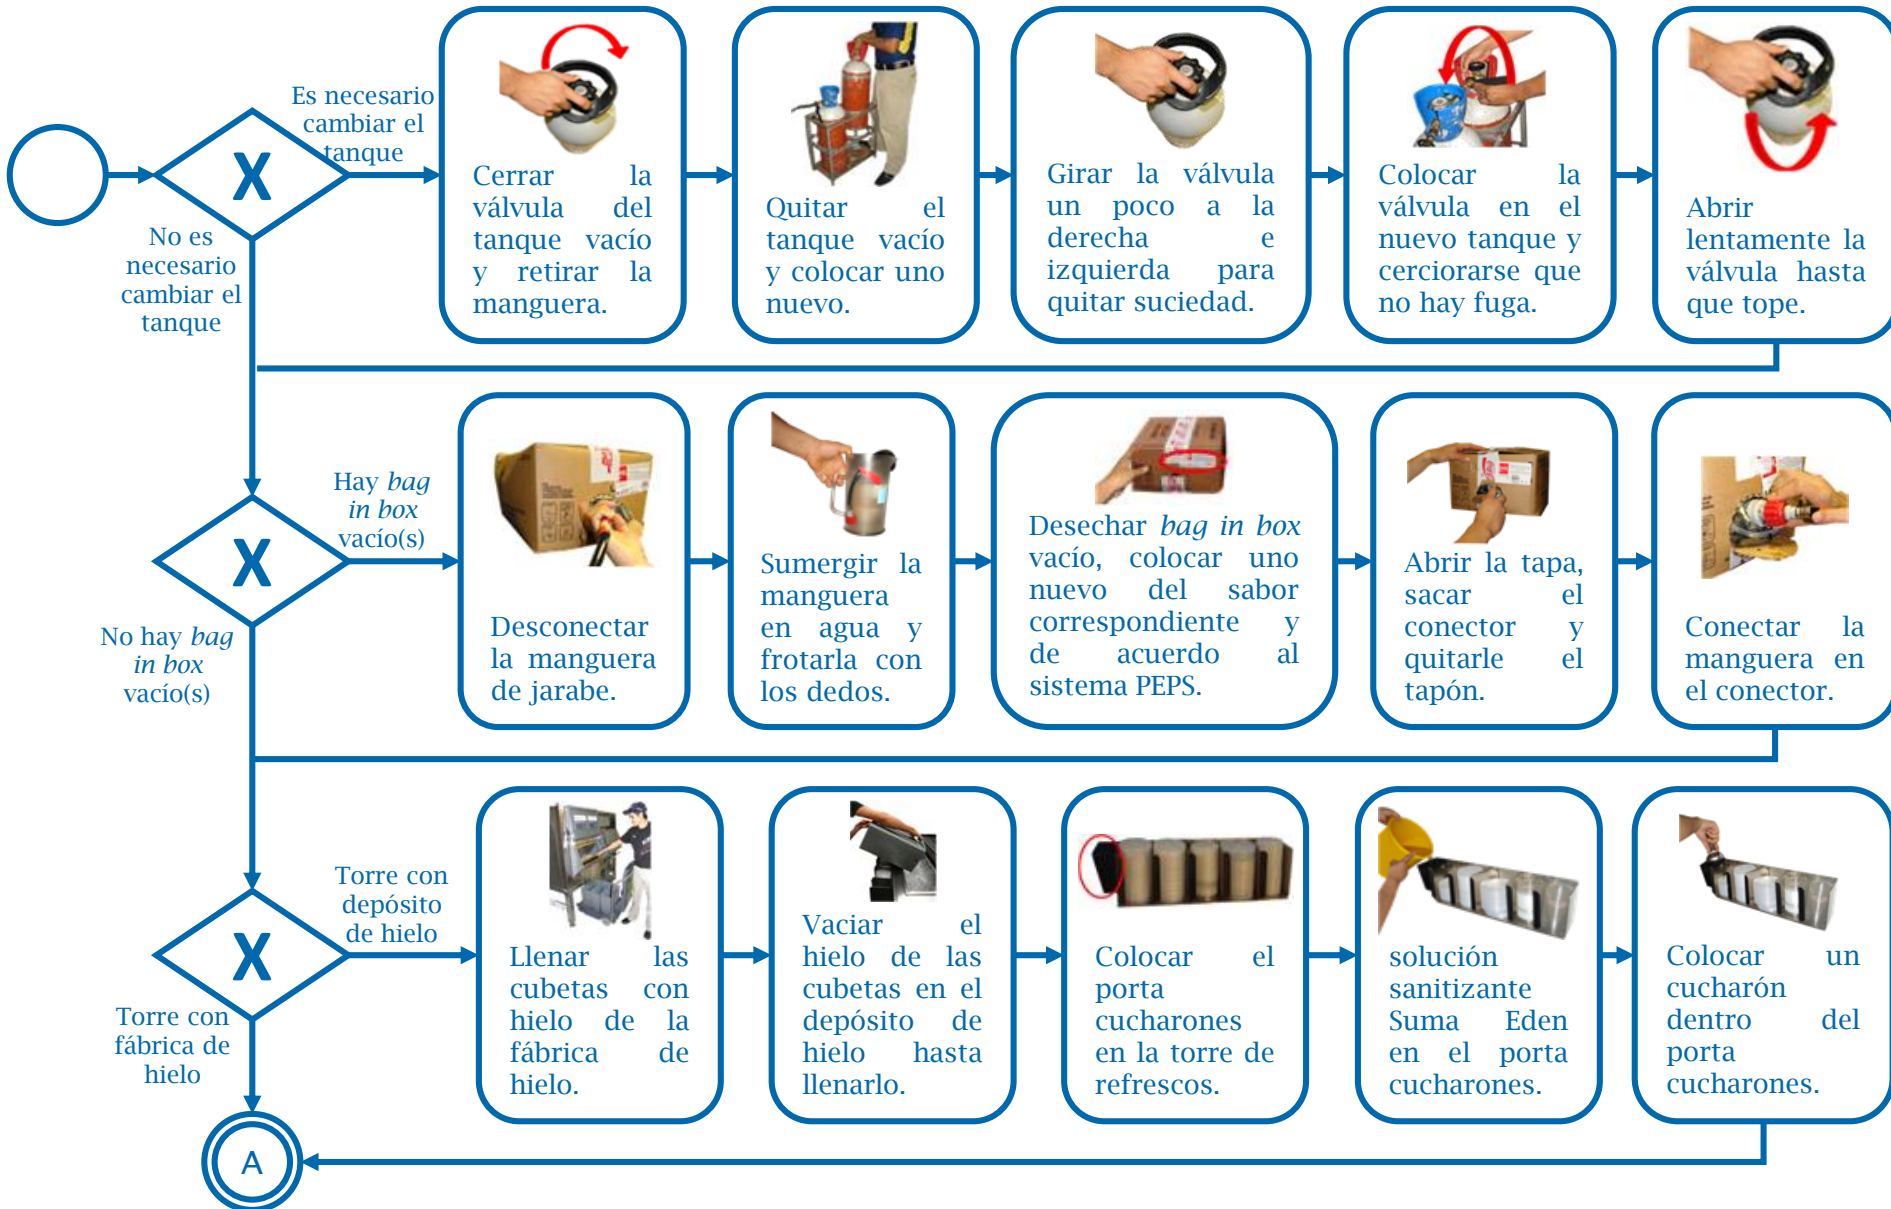 Es necesario
cambiar el
tanque
X
No es
necesario
cambiar el
tanque
Cerrar la
válvula del
tanque vacío
y retirar la
manguera.
Quitar el
tanque vacío
y colocar uno
nuevo.
Girar la válvula
un poco a la
derecha e
izquierda para
quitar suciedad.
Colocar la
válvula en el
nuevo tanque y
cerciorarse que
no hay fuga.
Abrir
lentamente la
válvula hasta
que tope.
Hay bag
in box
vacío(s)
X
No hay bag
in box
vacío(s)
Desconectar
la manguera
de jarabe.
Sumergir la
manguera
en agua y
frotarla con
los dedos.
Desechar bag in box
vacío, colocar uno
nuevo del sabor
correspondiente y
de acuerdo al
sistema PEPS.
Abrir la tapa,
sacar el
conector y
quitarle el
tapón.
Conectar la
manguera en
el conector.
Torre con
depósito
de hielo
X
Torre con
fábrica de
hielo
Llenar las
cubetas con
hielo de la
fábrica de
hielo.
Vaciar el
hielo de las
cubetas en el
depósito de
hielo hasta
llenarlo.
Colocar el
porta
cucharones
en la torre de
refrescos.
solución
sanitizante
Suma Eden
en el porta
cucharones.
Colocar un
cucharón
dentro del
porta
cucharones.
A